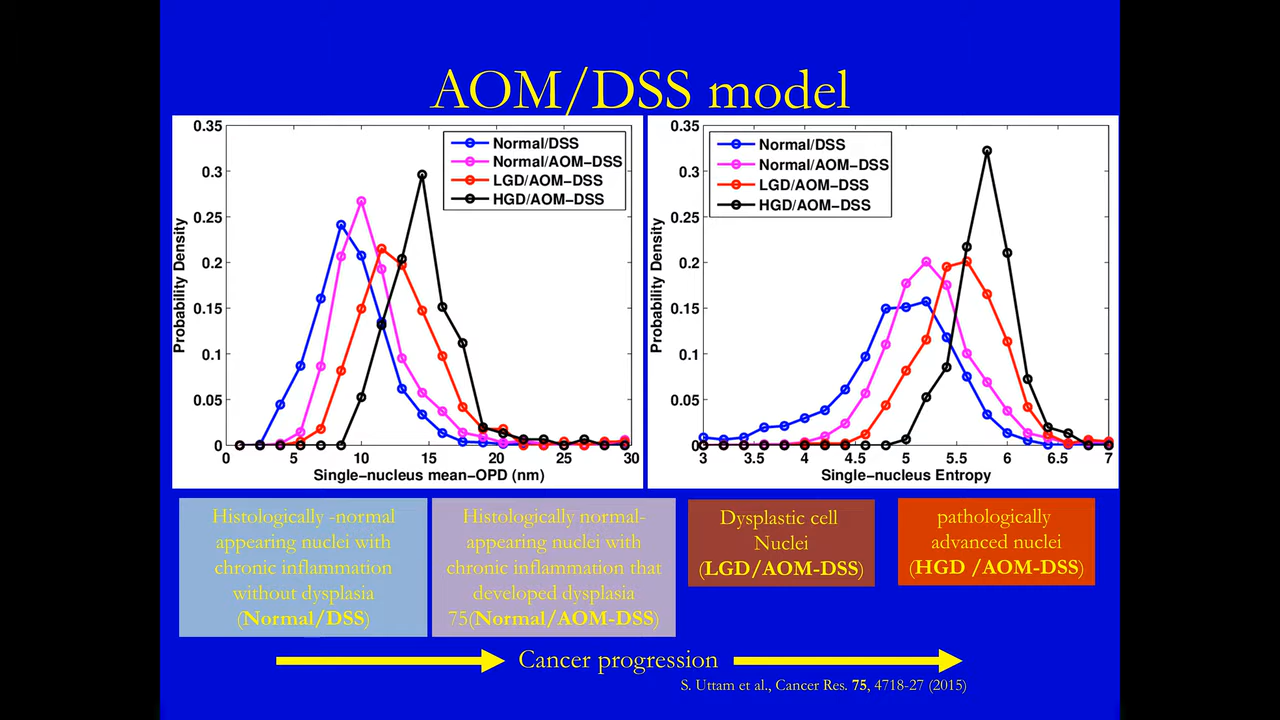 AOM/DSS model
0.35
0.3
0.25
0.2
0.15
0.1
0.05
0
Probability Density
Normal/DSS
Normal/AOM−DSS
LGD/AOM−DSS
HGD/AOM−DSS
0 5 10 15 20 25 30
Single−nucleus mean−OPD (nm)
0.35
0.3
0.25
0.2
0.15
0.1
0.05
0
Probability Density
Normal/DSS
Normal/AOM−DSS
LGD/AOM−DSS
HGD/AOM−DSS
3 3.5 4 4.5 5 5.5 6 6.5 7
Single−nucleus Entropy
Histologically -normal
appearing nuclei with
chronic inflammation
without dysplasia
(Normal/DSS)
Histologically normal-
appearing nuclei with
chronic inflammation that
developed dysplasia
75(Normal/AOM-DSS)
Dysplastic cell
Nuclei
(LGD/AOM-DSS)
pathologically
advanced nuclei
(HGD /AOM-DSS)
Cancer progression
S. Uttam et al., Cancer Res. 75, 4718-27 (2015)